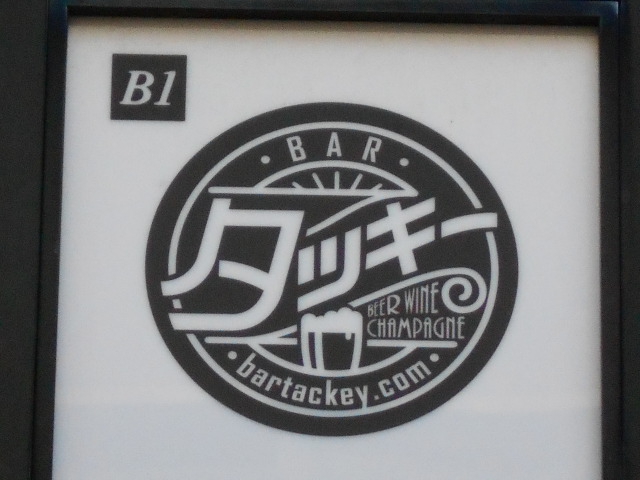 B1
BAR
タッキー
BEER WINE
CHAMPAGNE
bartackey.com